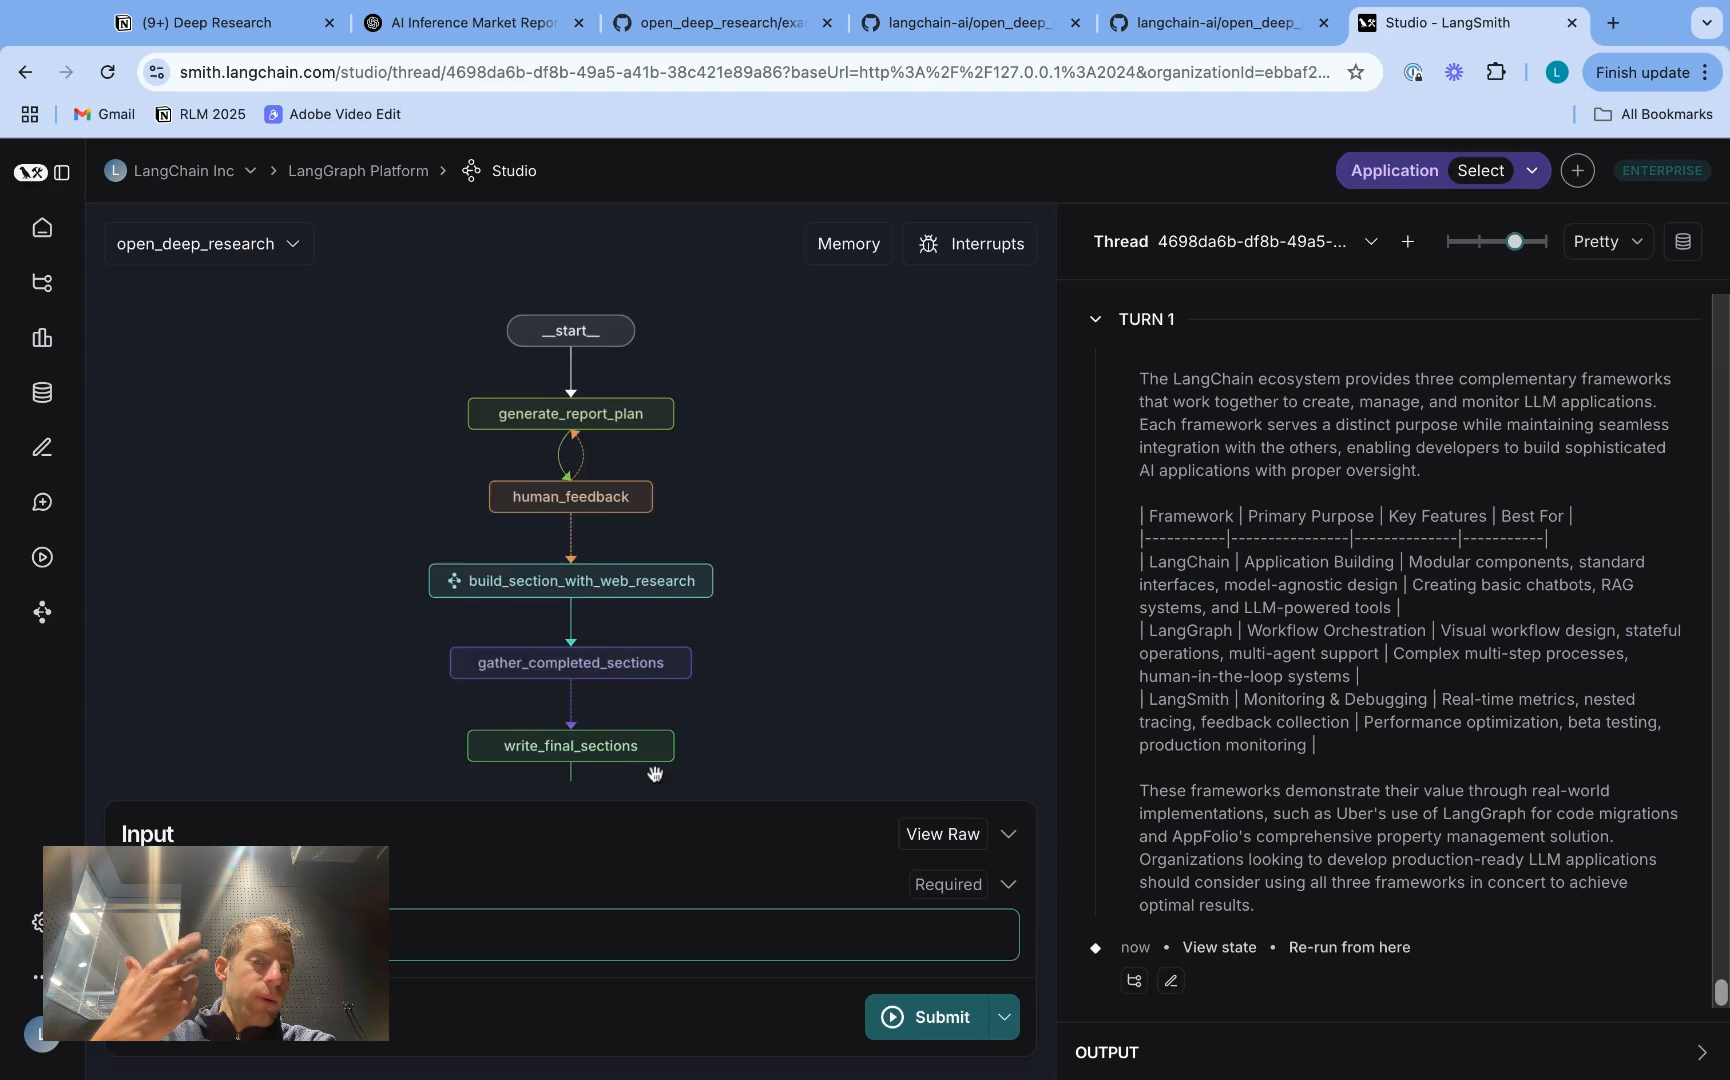 (9+) Deep Research
AI Inference Market Repor
open_deep_research/exa
langchain-ai/open_deep_
langchain-ai/open_deep_
Studio - LangSmith
smith.langchain.com/studio/thread/4698da6b-df8b-49a5-a41b-38c421e89a86?baseUrl=http%3A%2F%2F127.0.0.1%3A2024&organizationId=ebbaf2...
L
Finish update
Gmail
RLM 2025
Adobe Video Edit
All Bookmarks
L LangChain Inc > LangGraph Platform > Studio
Application Select
ENTERPRISE
open_deep_research
Memory
Interrupts
__start__
generate_report_plan
human_feedback
build_section_with_web_research
gather_completed_sections
write_final_sections
Input
View Raw
Required
Submit
L
Thread 4698da6b-df8b-49a5-...
Pretty
TURN 1
The LangChain ecosystem provides three complementary frameworks
that work together to create, manage, and monitor LLM applications.
Each framework serves a distinct purpose while maintaining seamless
integration with the others, enabling developers to build sophisticated
AI applications with proper oversight.
| Framework | Primary Purpose | Key Features | Best For |
|-----------|----------------|--------------|-----------|
| LangChain | Application Building | Modular components, standard
interfaces, model-agnostic design | Creating basic chatbots, RAG
systems, and LLM-powered tools |
| LangGraph | Workflow Orchestration | Visual workflow design, stateful
operations, multi-agent support | Complex multi-step processes,
human-in-the-loop systems |
| LangSmith | Monitoring & Debugging | Real-time metrics, nested
tracing, feedback collection | Performance optimization, beta testing,
production monitoring |
These frameworks demonstrate their value through real-world
implementations, such as Uber's use of LangGraph for code migrations
and AppFolio's comprehensive property management solution.
Organizations looking to develop production-ready LLM applications
should consider using all three frameworks in concert to achieve
optimal results.
now • View state • Re-run from here
OUTPUT